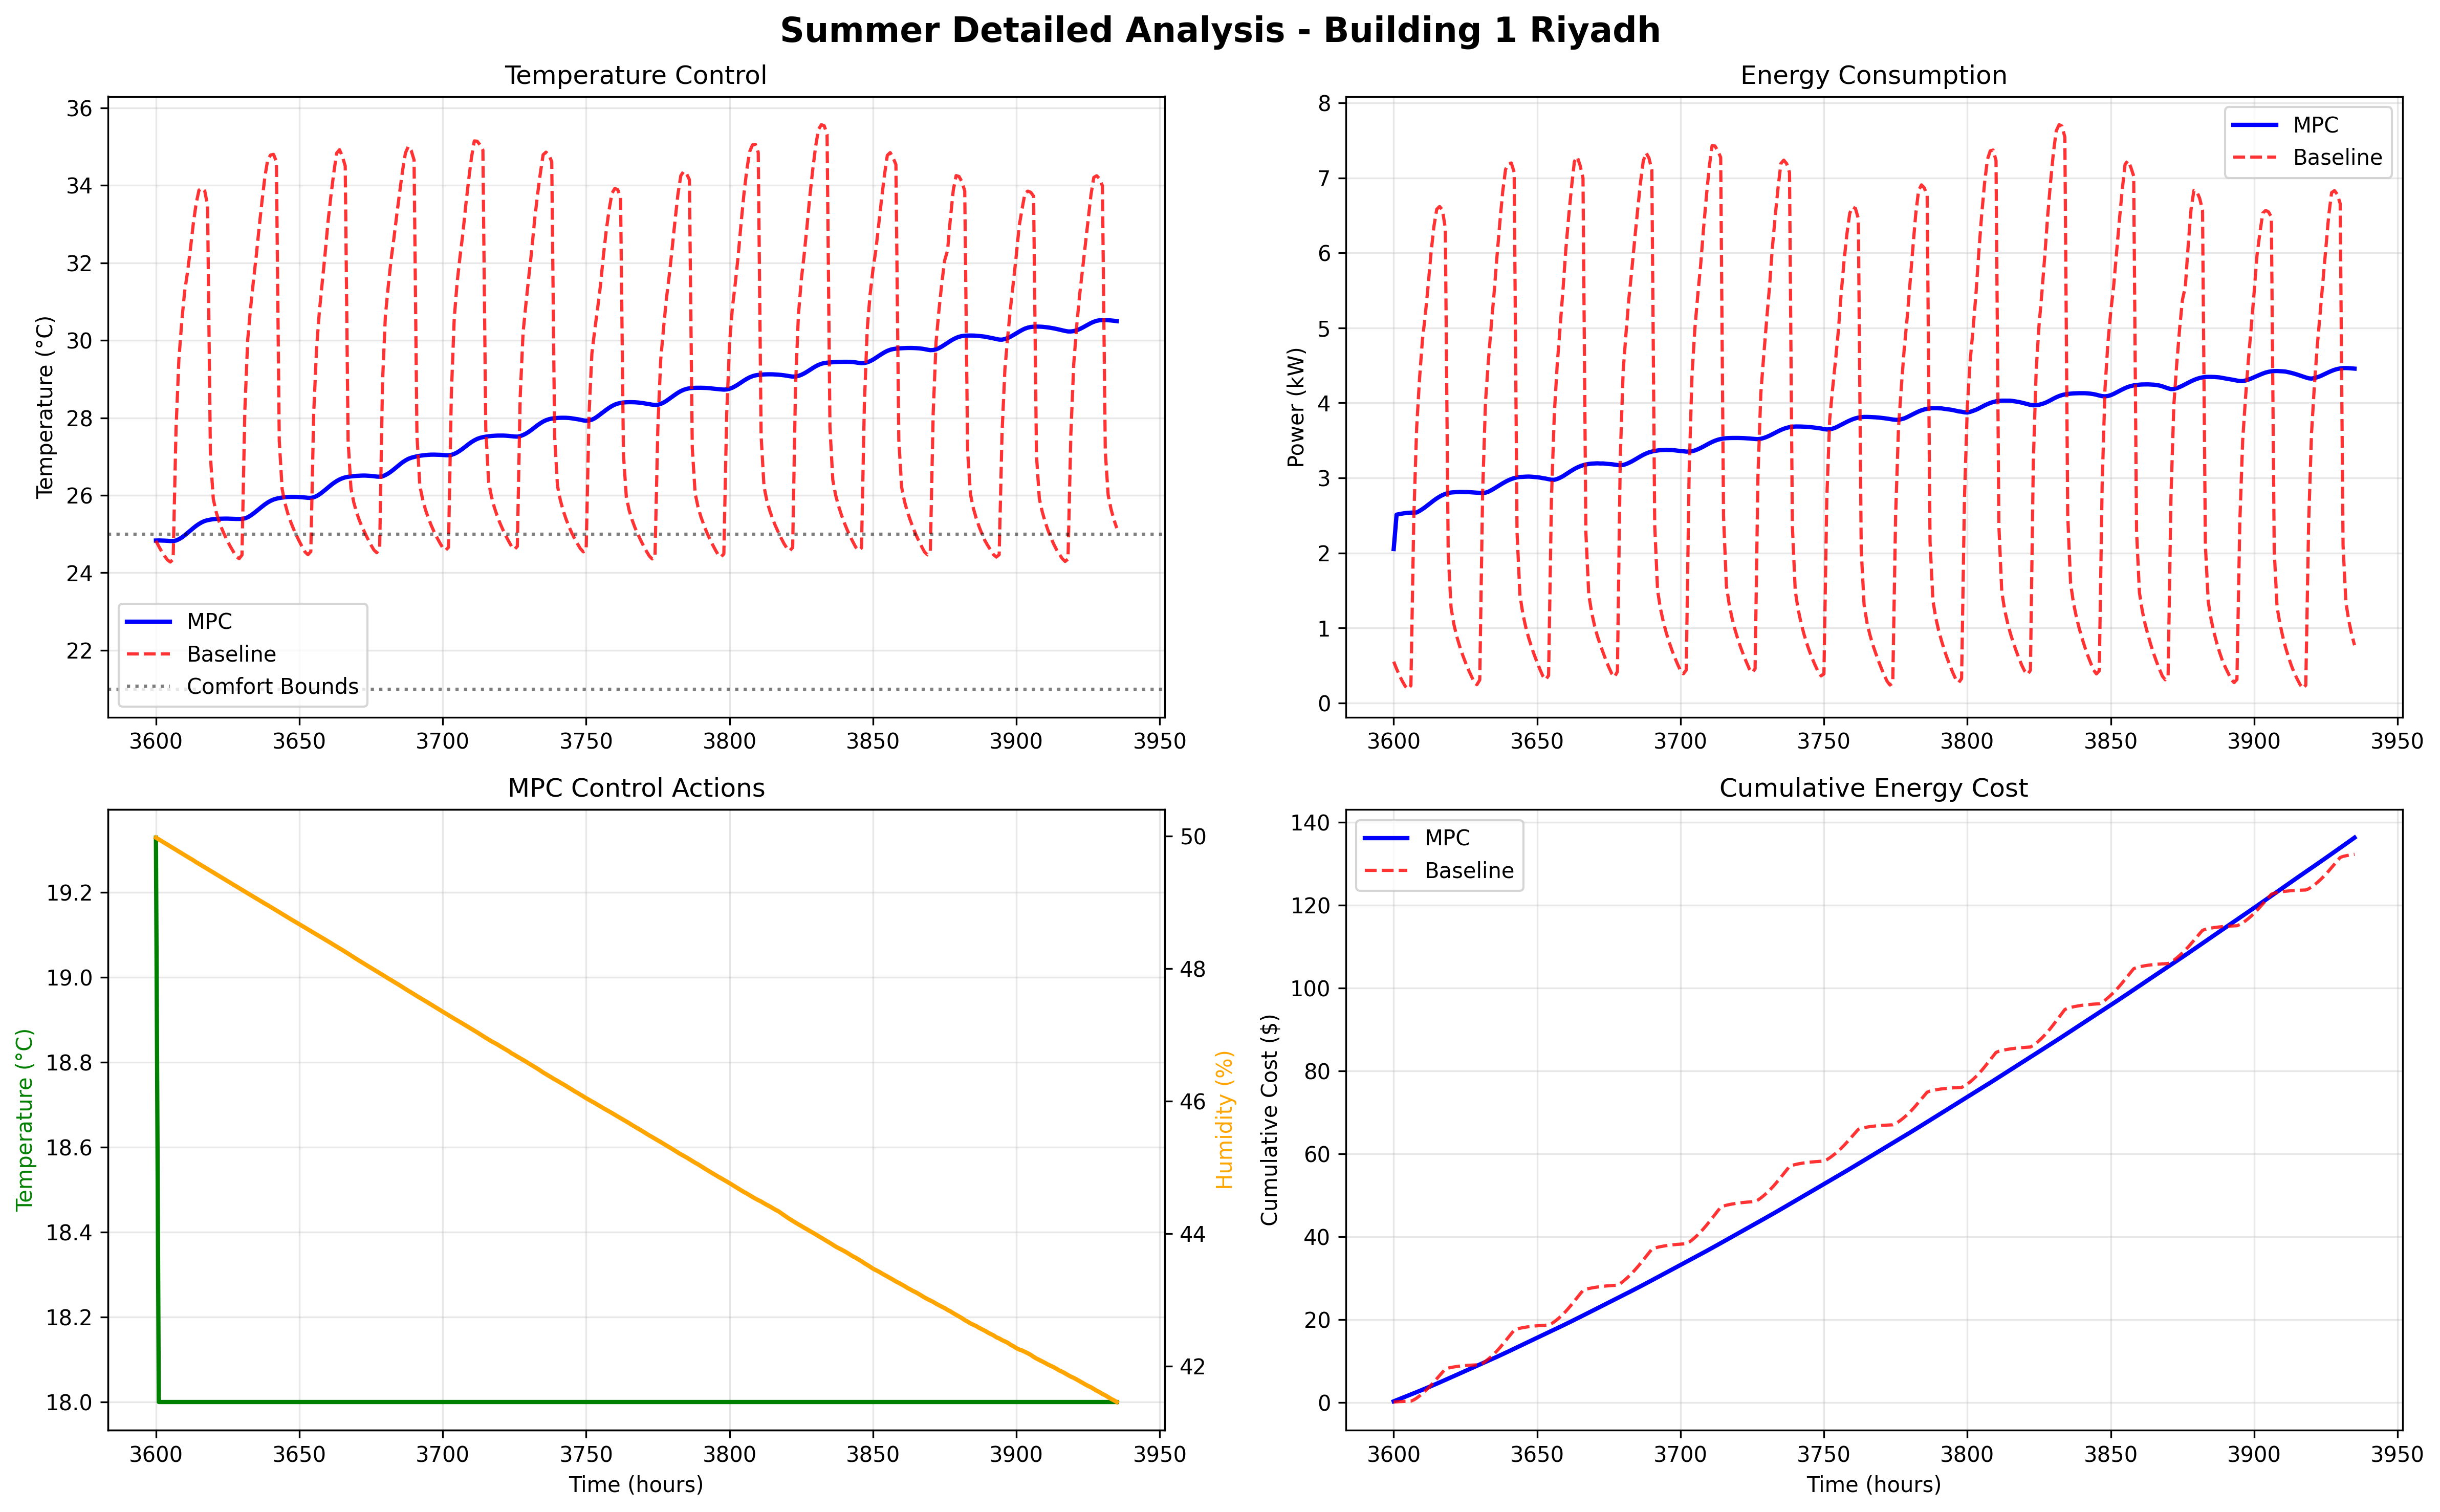 Summer Detailed Analysis - Building 1 Riyadh
Temperature Control
Temperature (°C)
36
34
32
30
28
26
24
22
MPC
Baseline
Comfort Bounds
3600 3650 3700 3750 3800 3850 3900 3950
Energy Consumption
Power (kW)
8
7
6
5
4
3
2
1
0
MPC
Baseline
3600 3650 3700 3750 3800 3850 3900 3950
MPC Control Actions
Temperature (°C)
19.2
19.0
18.8
18.6
18.4
18.2
18.0
50
48
46
44
42
Humidity (%)
3600 3650 3700 3750 3800 3850 3900 3950
Time (hours)
Cumulative Energy Cost
Cumulative Cost ($)
140
120
100
80
60
40
20
0
MPC
Baseline
3600 3650 3700 3750 3800 3850 3900 3950
Time (hours)